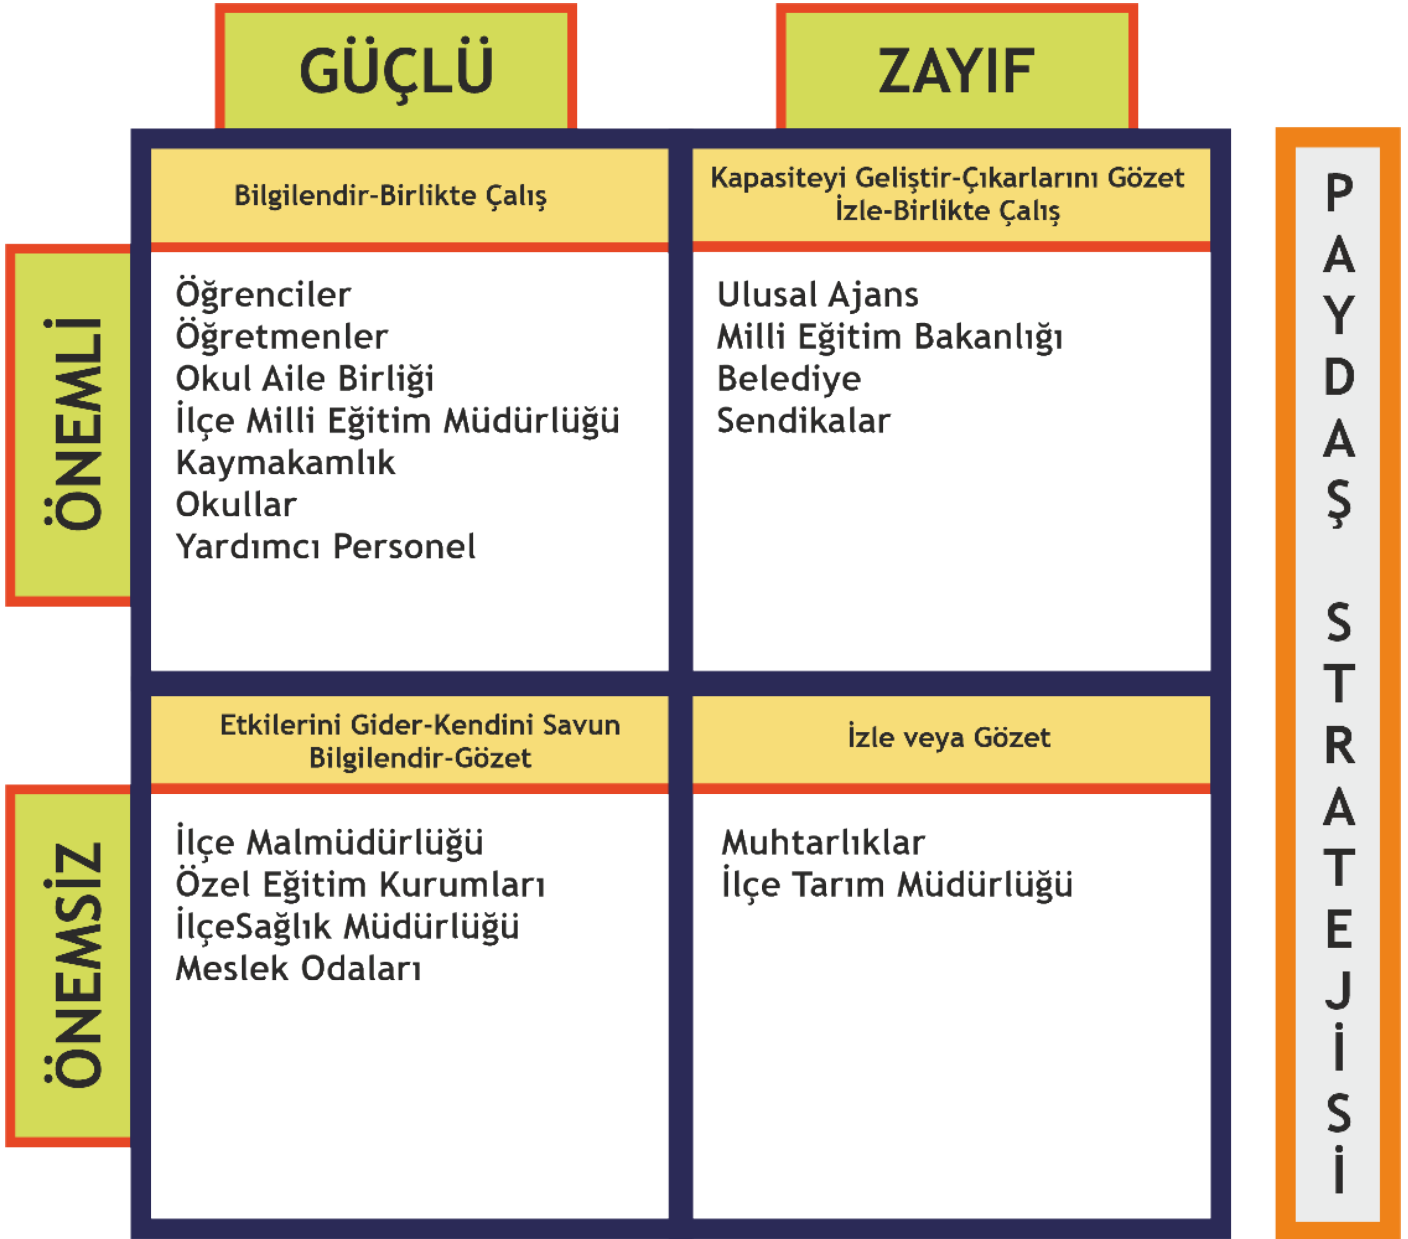 GÜÇLÜ
ZAYIF
ÖNEMLİ
Bilgilendir-Birlikte Çalış
Öğrenciler
Öğretmenler
Okul Aile Birliği
İlçe Milli Eğitim Müdürlüğü
Kaymakamlık
Okullar
Yardımcı Personel
Kapasiteyi Geliştir-Çıkarlarını Gözet
İzle-Birlikte Çalış
Ulusal Ajans
Milli Eğitim Bakanlığı
Belediye
Sendikalar
ÖNEMSİZ
Etkilerini Gider-Kendini Savun
Bilgilendir-Gözet
İlçe Malmüdürlüğü
Özel Eğitim Kurumları
İlçeSağlık Müdürlüğü
Meslek Odaları
İzle veya Gözet
Muhtarlıklar
İlçe Tarım Müdürlüğü
PAYDAŞ STRATEJİSİ